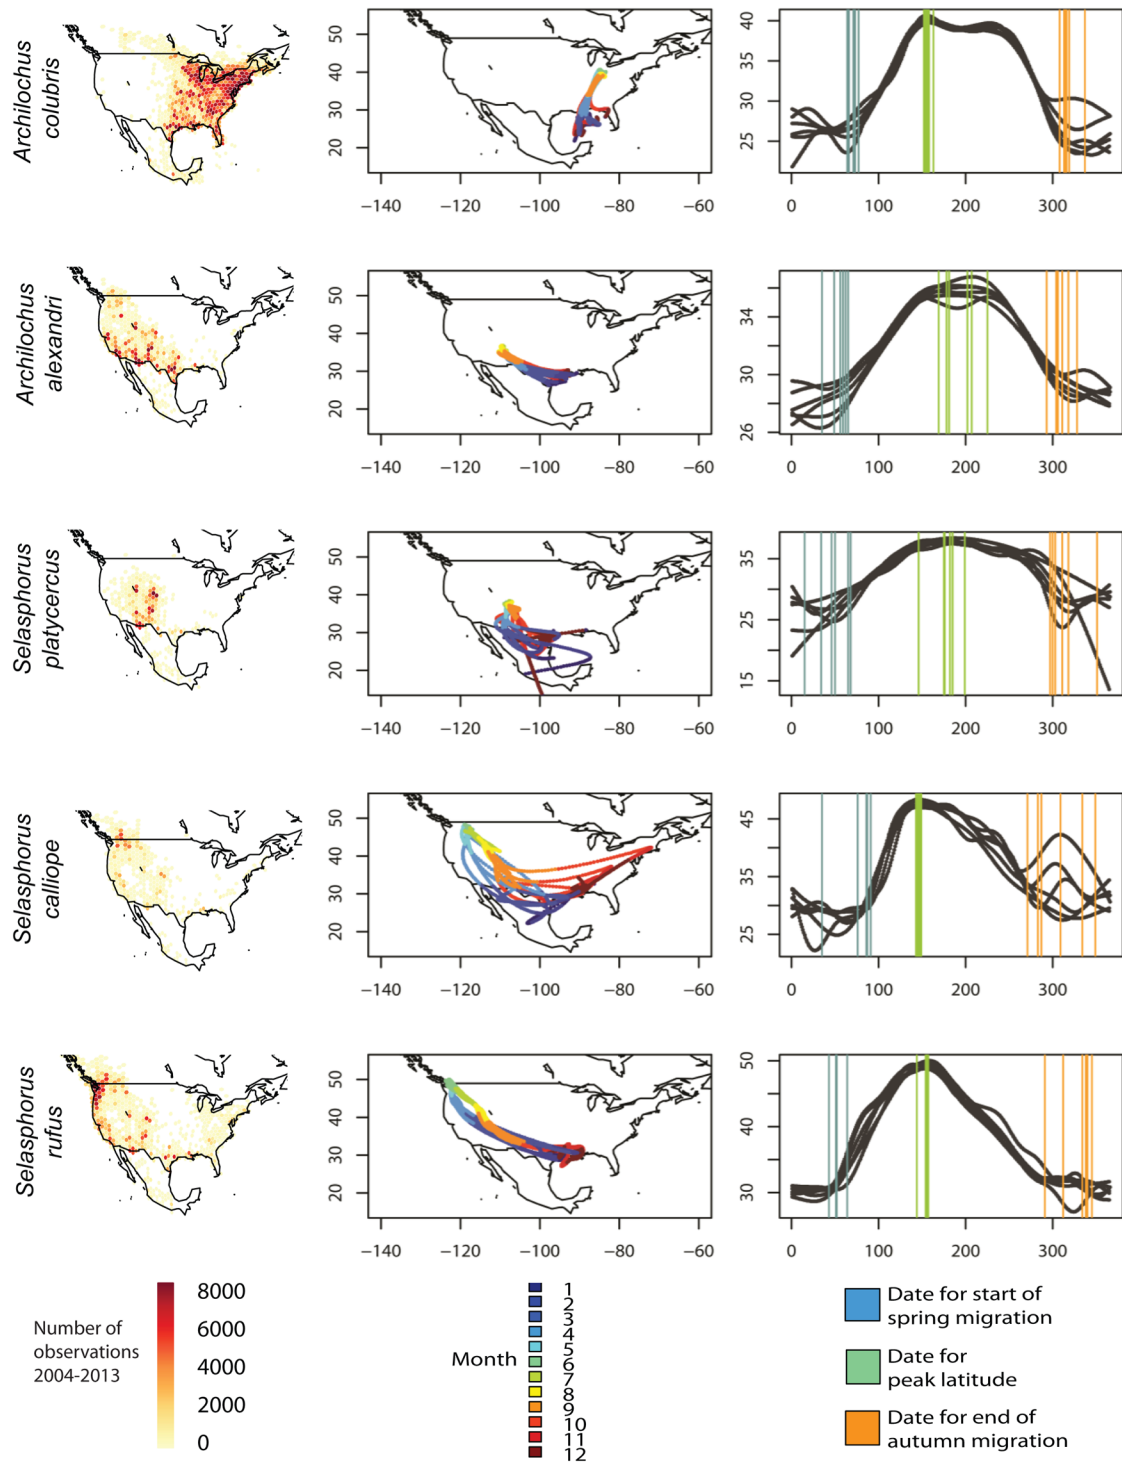 Archilochus
colubris
50
40
30
20
−140 −120 −100 −80 −60
40
30
25
0 100 200 300
Archilochus
alexandri
50
40
30
20
−140 −120 −100 −80 −60
34
30
26
0 100 200 300
Selasphorus
platycercus
50
40
30
20
−140 −120 −100 −80 −60
35
25
15
0 100 200 300
Selasphorus
calliope
50
40
30
20
−140 −120 −100 −80 −60
45
35
25
0 100 200 300
Selasphorus
rufus
50
40
30
20
−140 −120 −100 −80 −60
50
40
30
0 100 200 300
Number of
observations
2004-2013
8000
6000
4000
2000
0
Month
1
2
3
4
5
6
7
8
9
10
11
12
Date for start of
spring migration
Date for
peak latitude
Date for end of
autumn migration